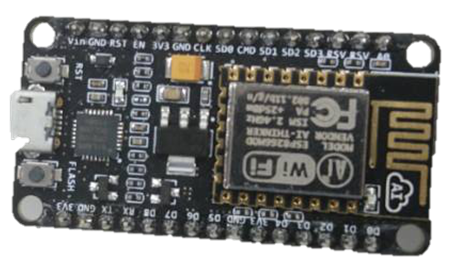 Vin GND RST EN 3V3 GND CLK SD0 CMD SD1 SD2 SD3 RSV RSV A0
RST
FLASH
MODEL ESP8266MOD
VENDOR AI-THINKER
ISM 2.4GHz
PA +25dBm
802.11b/g/n
FC
Wi Fi
AI
AI
3V3 GND TX RX D8 D7 D6 D5 GND 3V3 D4 D3 D2 D1 D0